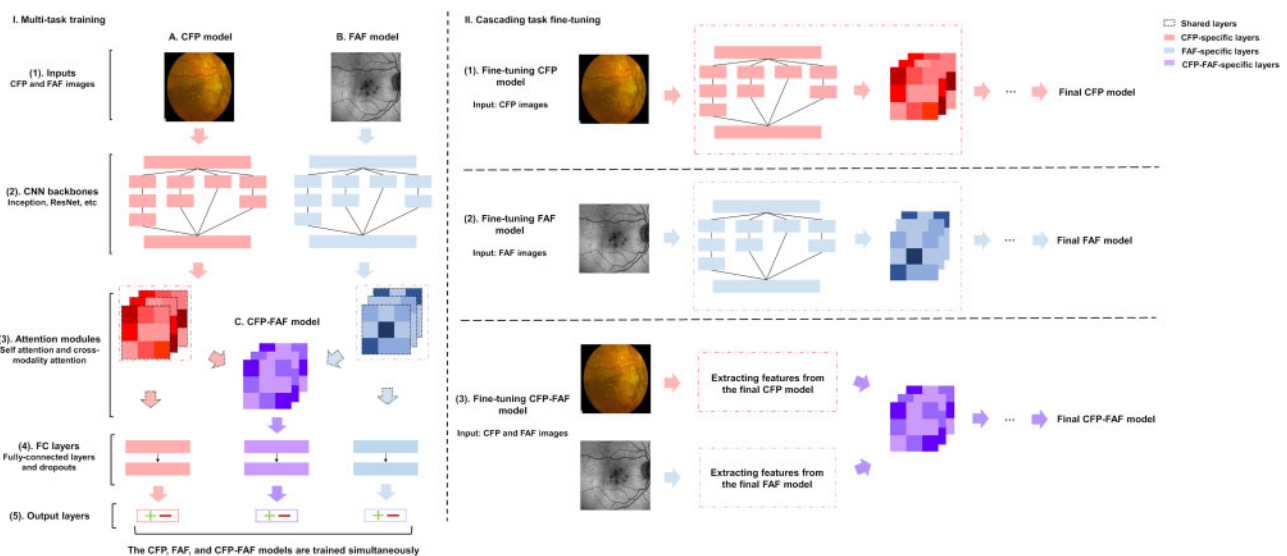 I. Multi-task training
A. CFP model
B. FAF model
(1). Inputs
CFP and FAF images
(2). CNN backbones
Inception, ResNet, etc
(3). Attention modules
Self attention and cross-
modality attention
C. CFP-FAF model
(4). FC layers
Fully-connected layers
and dropouts
(5). Output layers
The CFP, FAF, and CFP-FAF models are trained simultaneously
II. Cascading task fine-tuning
(1). Fine-tuning CFP
model
Input: CFP images
...
Final CFP model
(2). Fine-tuning FAF
model
Input: FAF images
...
Final FAF model
(3). Fine-tuning CFP-FAF
model
Input: CFP and FAF images
Extracting features from
the final CFP model
Extracting features from
the final FAF model
...
Final CFP-FAF model
Shared layers
CFP-specific layers
FAF-specific layers
CFP-FAF-specific layers